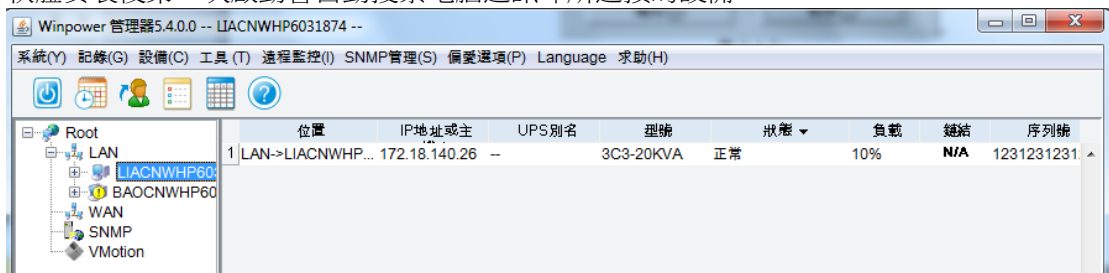 Winpower 管理器5.4.0.0 -- LIACNWHP6031874 --
系統(Y) 記錄(G) 設備(C) 工具(T) 遠程監控(I) SNMP管理(S) 偏愛選項(P) Language 求助(H)
位置 IP地址或主 UPS別名 型號 狀態 負載 鏈結 序列號
Root
LAN
LIACNWHP603
BAOCNWHP60
WAN
SNMP
VMotion
1 LAN->LIACNWHP... 172.18.140.26 -- 3C3-20KVA 正常 10% N/A 1231231231